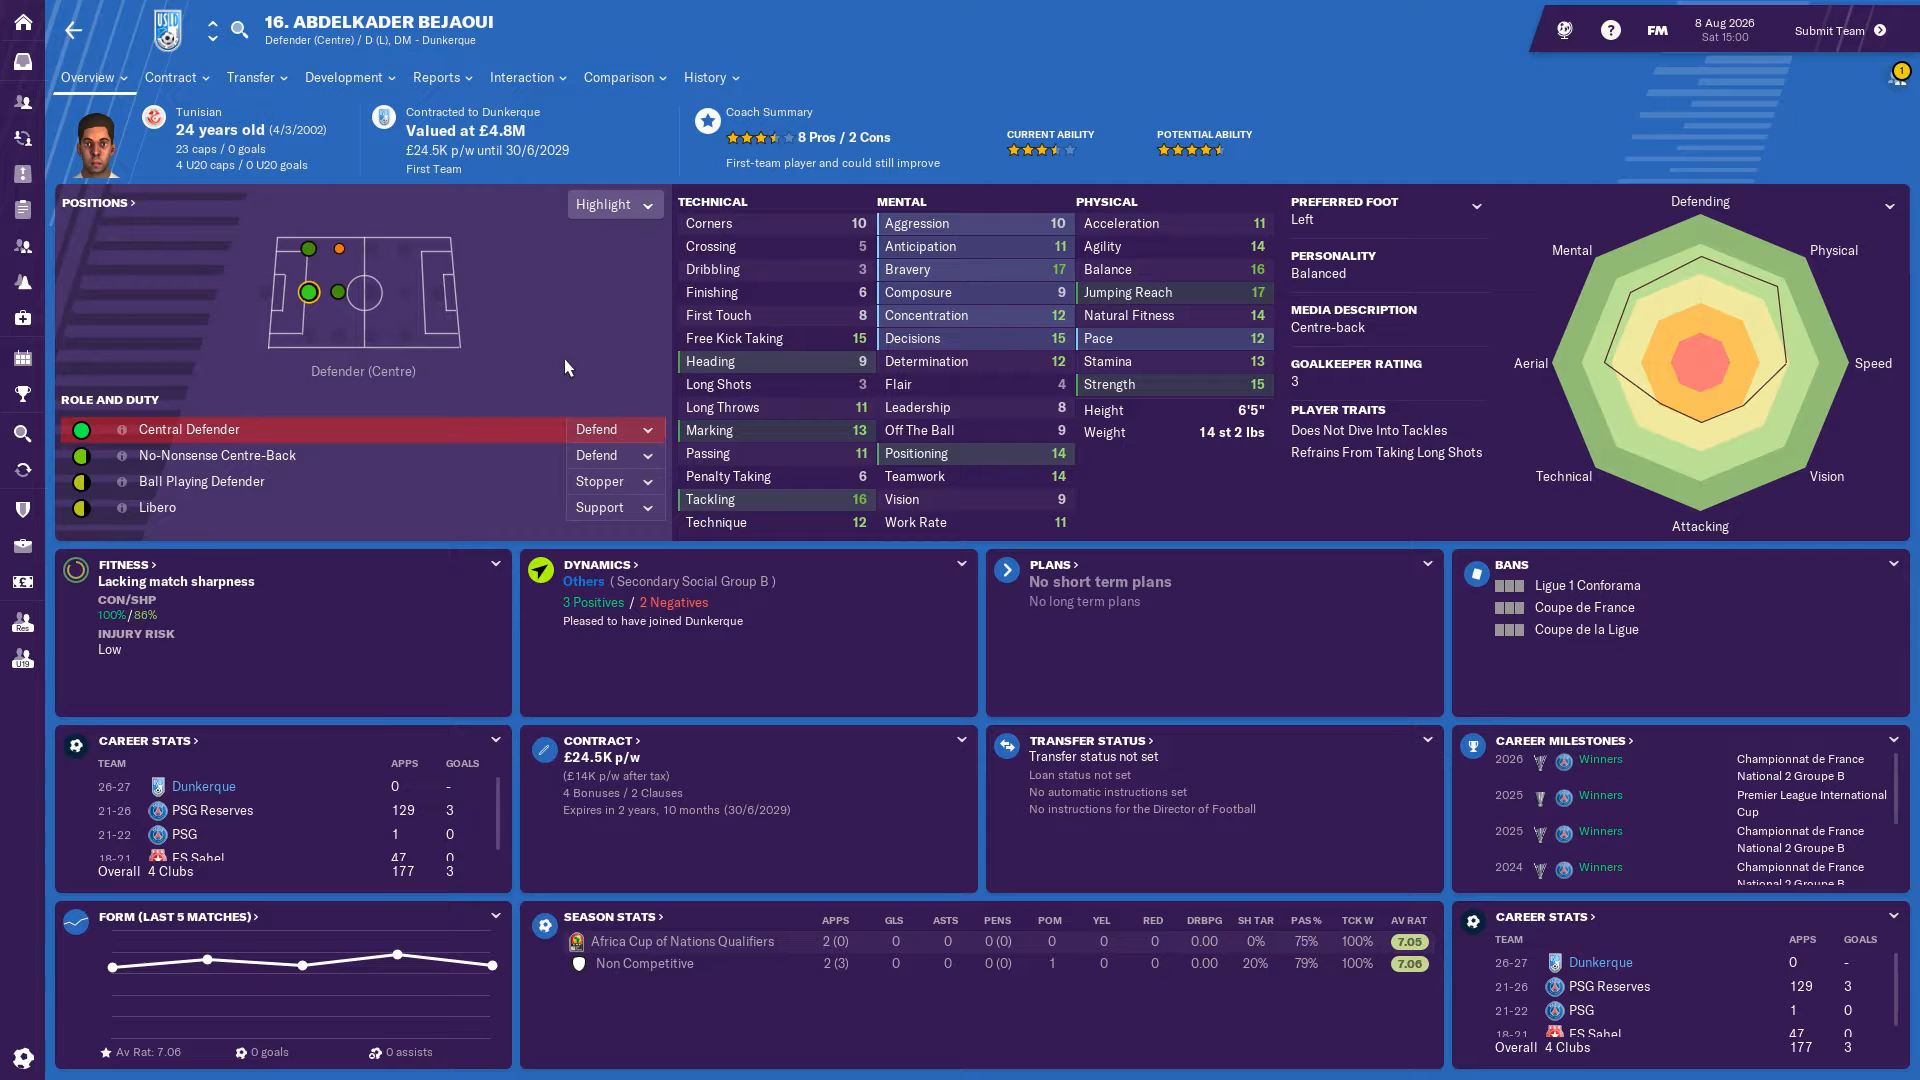 16. ABDELKADER BEJAOUI
Defender (Centre) / D (L), DM - Dunkerque
FM
8 Aug 2026
Sat 15:00
Submit Team
1
Overview
Contract
Transfer
Development
Reports
Interaction
Comparison
History
Tunisian
24 years old (4/3/2002)
23 caps / 0 goals
4 U20 caps / 0 U20 goals
Contracted to Dunkerque
Valued at £4.8M
£24.5K p/w until 30/6/2029
First Team
Coach Summary
8 Pros / 2 Cons
First-team player and could still improve
CURRENT ABILITY
POTENTIAL ABILITY
POSITIONS >
Highlight
Defender (Centre)
ROLE AND DUTY
Central Defender Defend
No-Nonsense Centre-Back Defend
Ball Playing Defender Stopper
Libero Support
TECHNICAL
Corners 10
Crossing 5
Dribbling 3
Finishing 6
First Touch 8
Free Kick Taking 15
Heading 9
Long Shots 3
Long Throws 11
Marking 13
Passing 11
Penalty Taking 6
Tackling 16
Technique 12
MENTAL
Aggression 10
Anticipation 11
Bravery 17
Composure 9
Concentration 12
Decisions 15
Determination 12
Flair 4
Leadership 8
Off The Ball 9
Positioning 14
Teamwork 14
Vision 9
Work Rate 11
PHYSICAL
Acceleration 11
Agility 14
Balance 16
Jumping Reach 17
Natural Fitness 14
Pace 12
Stamina 13
Strength 15
Height 6'5"
Weight 14 st 2 lbs
PREFERRED FOOT
Left
PERSONALITY
Balanced
MEDIA DESCRIPTION
Centre-back
GOALKEEPER RATING
3
PLAYER TRAITS
Does Not Dive Into Tackles
Refrains From Taking Long Shots
Defending
Physical
Speed
Vision
Attacking
Technical
Aerial
Mental
FITNESS >
Lacking match sharpness
CON/SHP
100%/86%
INJURY RISK
Low
DYNAMICS >
Others ( Secondary Social Group B )
3 Positives / 2 Negatives
Pleased to have joined Dunkerque
PLANS >
No short term plans
No long term plans
BANS
Ligue 1 Conforama
Coupe de France
Coupe de la Ligue
CAREER STATS >
TEAM APPS GOALS
26-27 Dunkerque 0 -
21-26 PSG Reserves 129 3
21-22 PSG 1 0
18-21 ES Sahel 47 0
Overall 4 Clubs 177 3
CONTRACT >
£24.5K p/w
(£14K p/w after tax)
4 Bonuses / 2 Clauses
Expires in 2 years, 10 months (30/6/2029)
TRANSFER STATUS >
Transfer status not set
Loan status not set
No automatic instructions set
No instructions for the Director of Football
CAREER MILESTONES >
2026 Winners Championnat de France
National 2 Groupe B
2025 Winners Premier League International
Cup
2025 Winners Championnat de France
National 2 Groupe B
2024 Winners Championnat de France
National 2 Groupe B
FORM (LAST 5 MATCHES) >
Av Rat: 7.06
0 goals
0 assists
SEASON STATS >
APPS GLS ASTS PENS POM YEL RED DRBPG SH TAR PAS % TCK W AV RAT
Africa Cup of Nations Qualifiers 2 (0) 0 0 0 (0) 0 0 0 0.00 0% 75% 100% 7.05
Non Competitive 2 (3) 0 0 0 (0) 1 0 0 0.00 20% 79% 100% 7.06
CAREER STATS >
TEAM APPS GOALS
26-27 Dunkerque 0 -
21-26 PSG Reserves 129 3
21-22 PSG 1 0
18-21 ES Sahel 47 0
Overall 4 Clubs 177 3
Res
U19